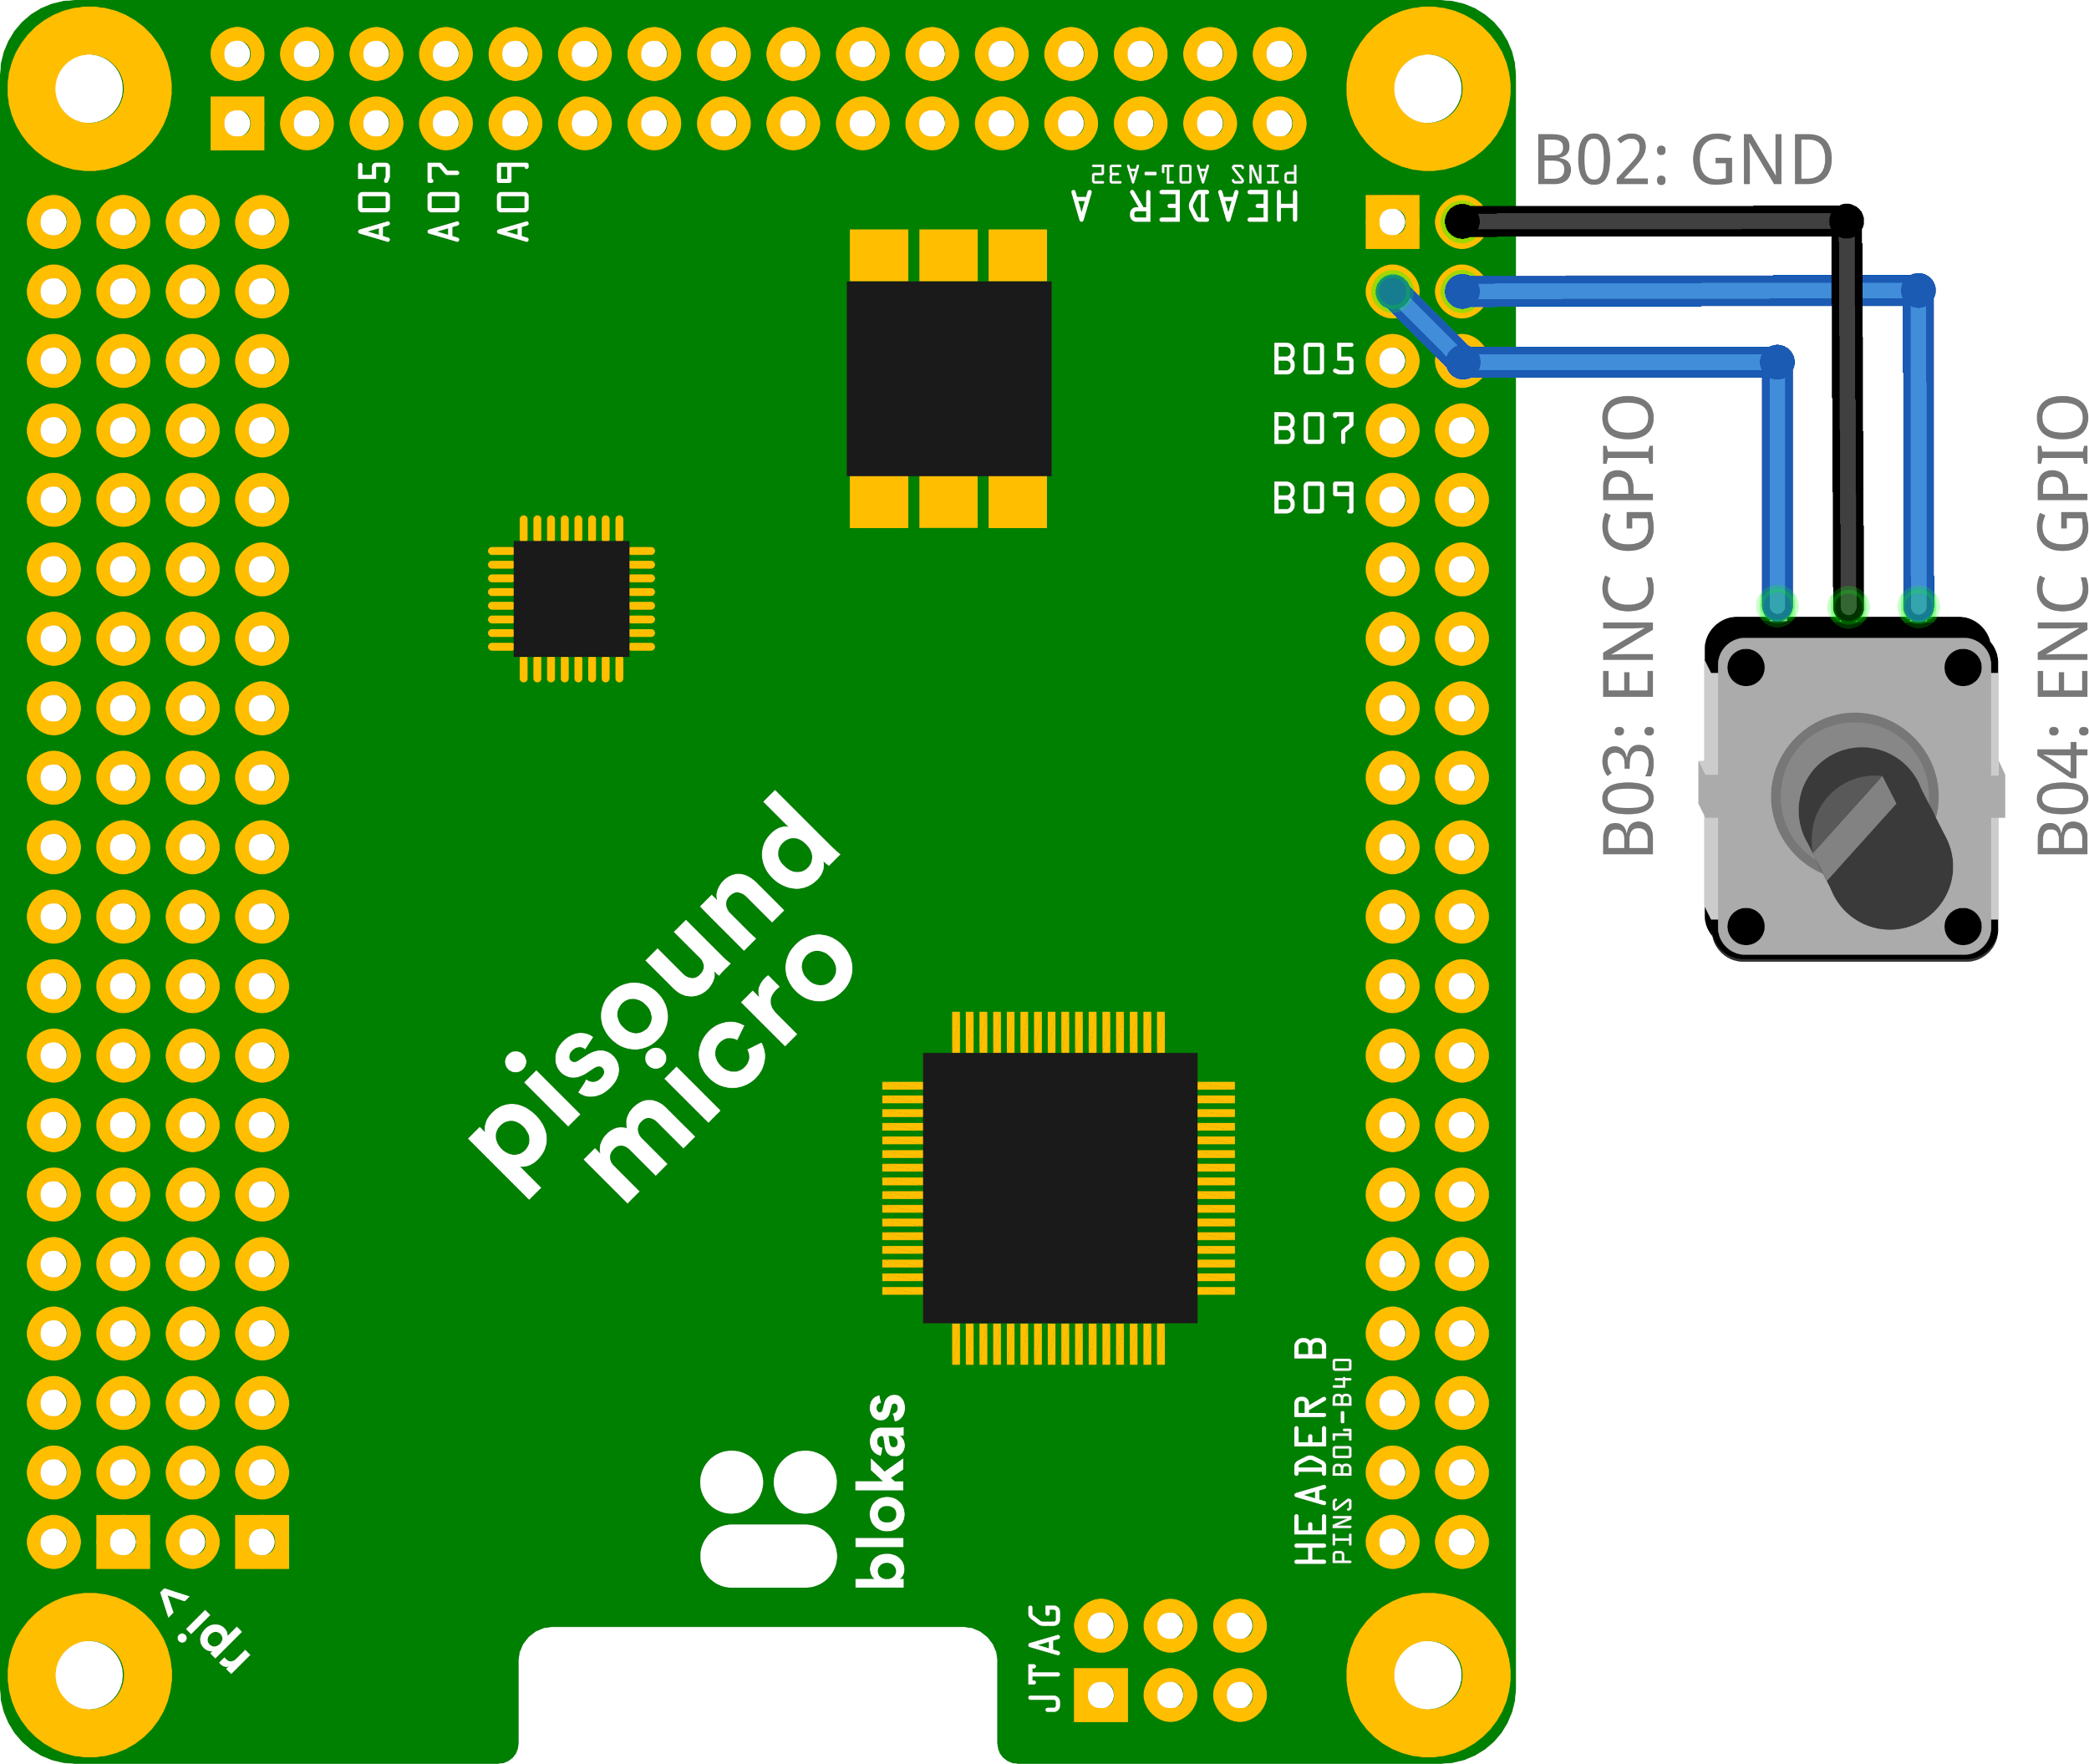 B02: GND
A05
A07
A09
PINS A01-A32
HEADER A
B05
B07
B09
B03: ENC GPIO
B04: ENC GPIO
pisound
micro
blokas
HEADER B
PINS B01-B40
JTAG
pi.>